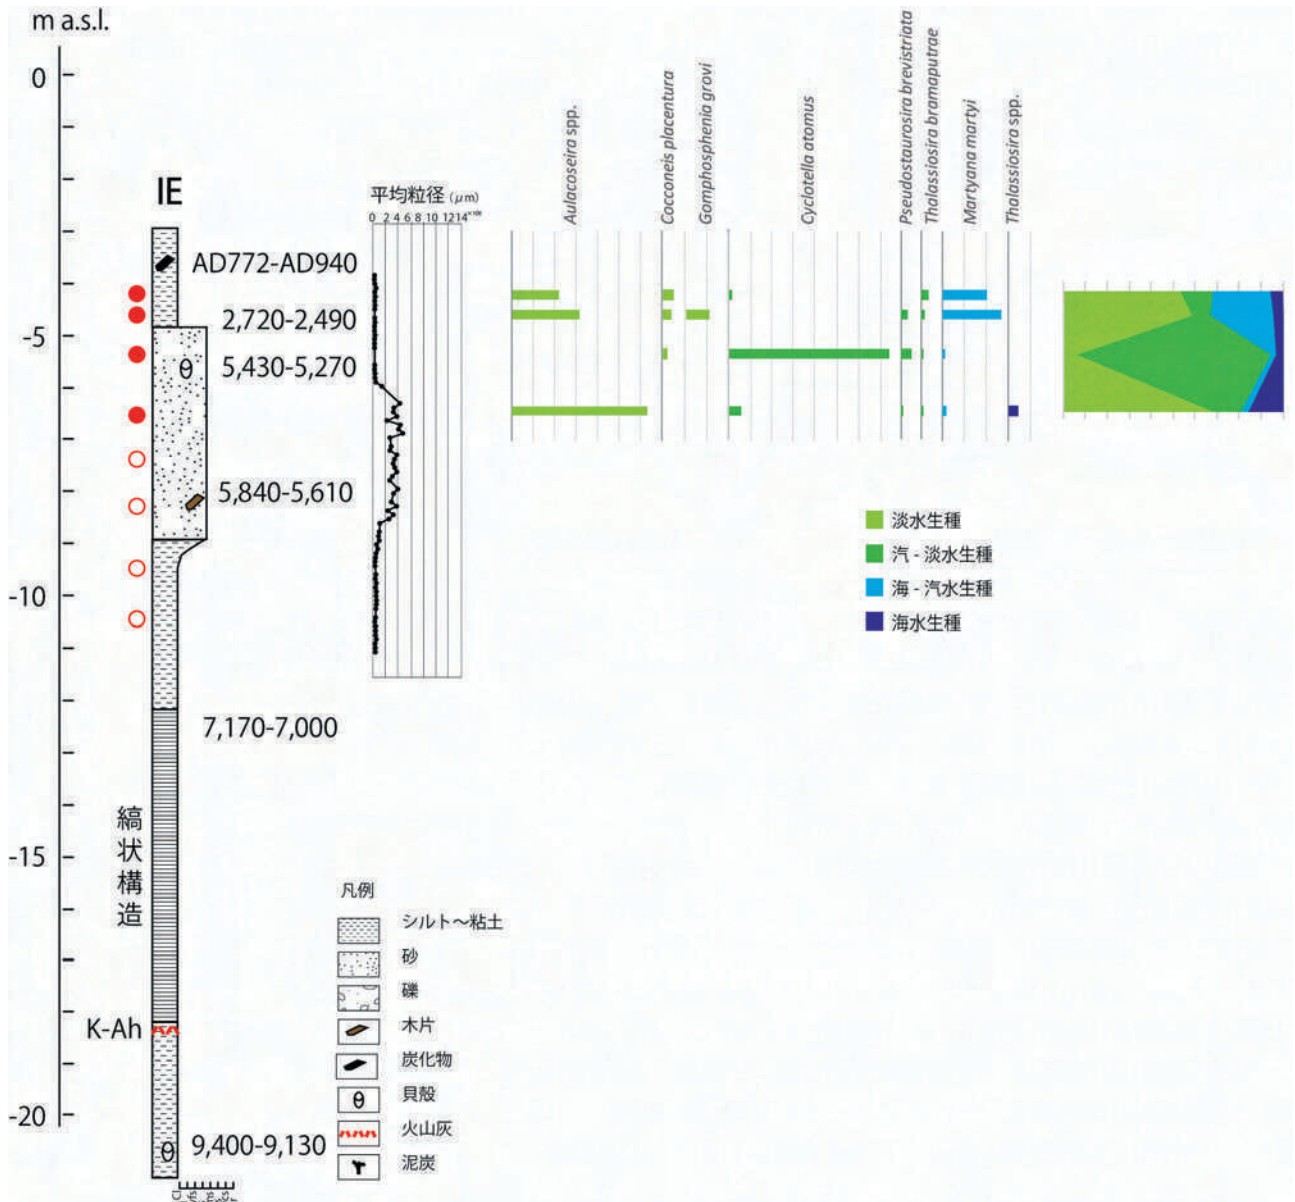 m a.s.l.
0
-5
-10
-15
-20
IE
AD772-AD940
2,720-2,490
5,430-5,270
5,840-5,610
7,170-7,000
9,400-9,130
縞状構造
K-Ah
平均粒径 (μm)
0 2 4 6 8 10 12 14
Aulacoseira spp.
Cocconeis placentura
Gomphosphenia grovi
Cyclotella atomus
Pseudostaurosira brevistriata
Thalassiosira bramaputrae
Martyana martyi
Thalassiosira spp.
淡水生種
汽 - 淡水生種
海 - 汽水生種
海水生種
凡例
シルト〜粘土
砂
礫
木片
炭化物
貝殻
火山灰
泥炭